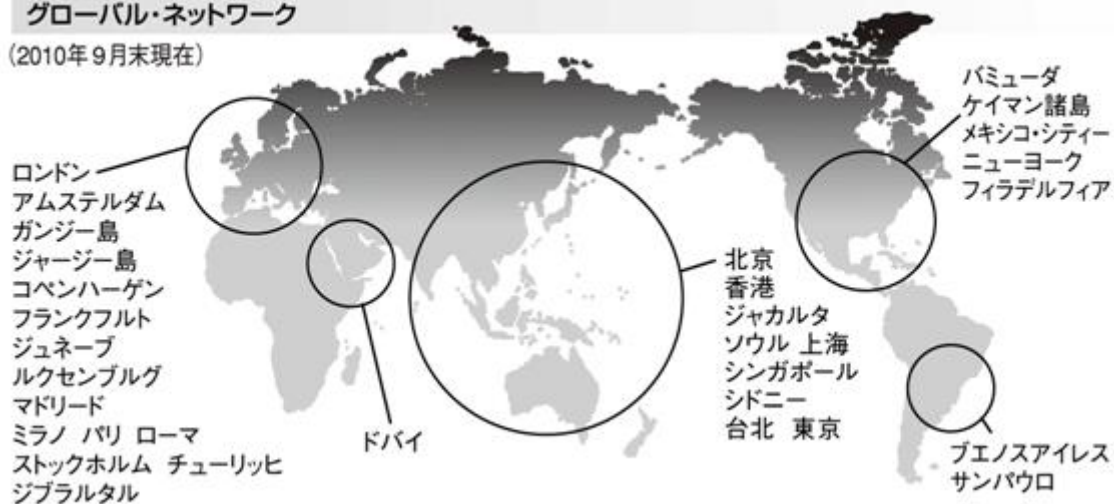 グローバル・ネットワーク
(2010年9月末現在)
ロンドン
アムステルダム
ガンジー島
ジャージー島
コペンハーゲン
フランクフルト
ジュネーブ
ルクセンブルグ
マドリード
ミラノ パリ ローマ
ストックホルム チューリッヒ
ジブラルタル
ドバイ
北京
香港
ジャカルタ
ソウル 上海
シンガポール
シドニー
台北 東京
バミューダ
ケイマン諸島
メキシコ・シティー
ニューヨーク
フィラデルフィア
ブエノスアイレス
サンパウロ